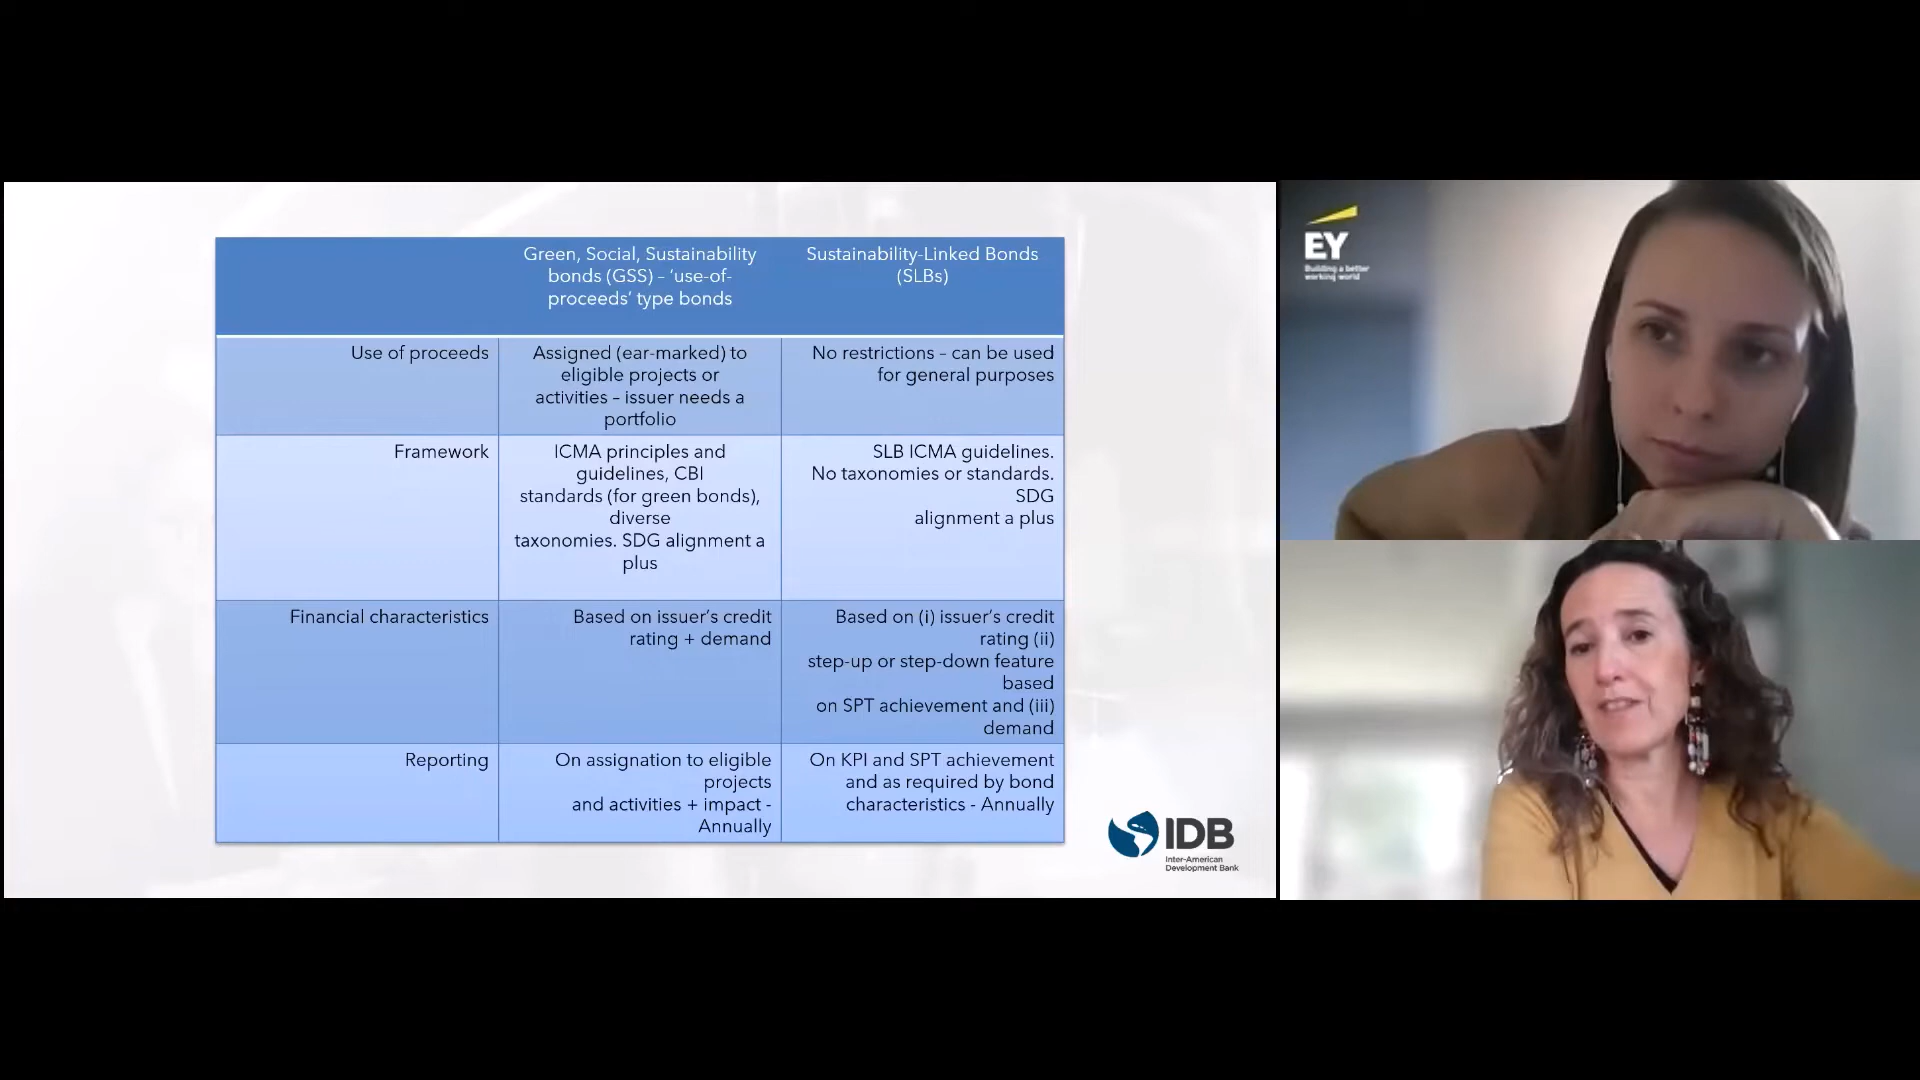 Green, Social, Sustainability
bonds (GSS) – ‘use-of-
proceeds’ type bonds
Sustainability-Linked Bonds
(SLBs)
Use of proceeds
Assigned (ear-marked) to
eligible projects or
activities – issuer needs a
portfolio
No restrictions – can be used
for general purposes
Framework
ICMA principles and
guidelines, CBI
standards (for green bonds),
diverse
taxonomies. SDG alignment a
plus
SLB ICMA guidelines.
No taxonomies or standards.
SDG
alignment a plus
Financial characteristics
Based on issuer’s credit
rating + demand
Based on (i) issuer’s credit
rating (ii)
step-up or step-down feature
based
on SPT achievement and (iii)
demand
Reporting
On assignation to eligible
projects
and activities + impact -
Annually
On KPI and SPT achievement
and as required by bond
characteristics - Annually
IDB
Inter-American
Development Bank
EY
Building a better
working world